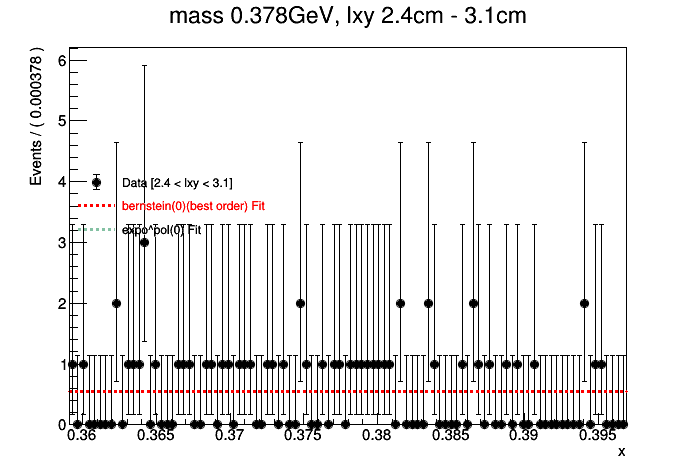 mass 0.378GeV, lxy 2.4cm - 3.1cm
Events / ( 0.000378 )
6
5
4
3
2
1
0
Data [2.4 < lxy < 3.1]
bernstein(0)(best order) Fit
expo^pol(0) Fit
0.36 0.365 0.37 0.375 0.38 0.385 0.39 0.395
x